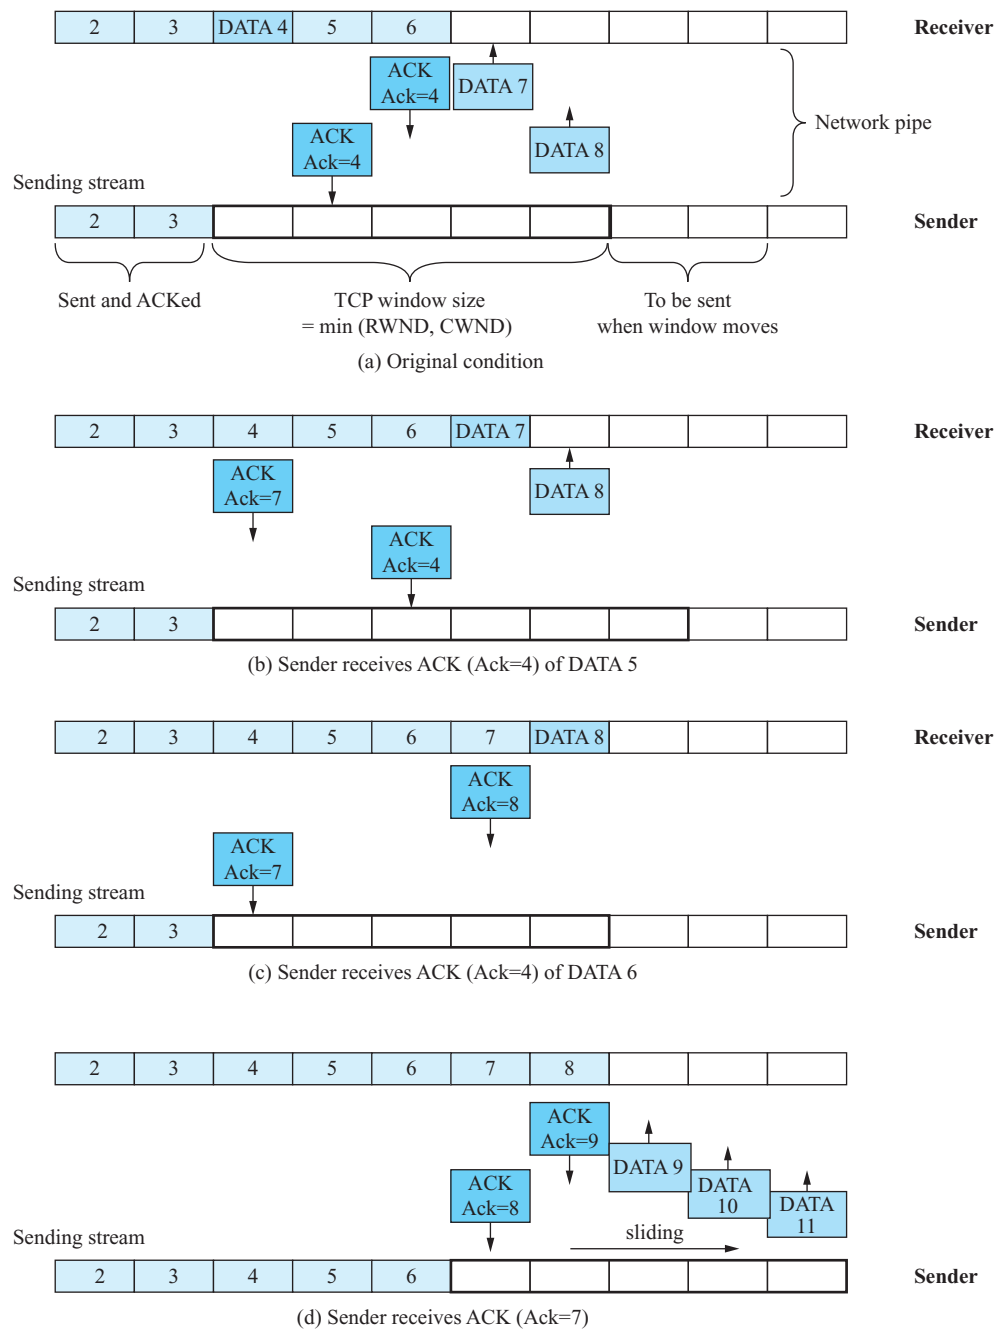 2 3 DATA 4 5 6 Receiver
ACK
Ack=4
DATA 7
Network pipe
ACK
Ack=4
DATA 8
Sending stream
2 3 Sender
Sent and ACKed
TCP window size
= min (RWND, CWND)
To be sent
when window moves
(a) Original condition
2 3 4 5 6 DATA 7 Receiver
ACK
Ack=7
DATA 8
ACK
Ack=4
Sending stream
2 3 Sender
(b) Sender receives ACK (Ack=4) of DATA 5
2 3 4 5 6 7 DATA 8 Receiver
ACK
Ack=8
ACK
Ack=7
Sending stream
2 3 Sender
(c) Sender receives ACK (Ack=4) of DATA 6
2 3 4 5 6 7 8
ACK
Ack=9
DATA 9
ACK
Ack=8
DATA
10
DATA
11
Sending stream
sliding
2 3 4 5 6 Sender
(d) Sender receives ACK (Ack=7)